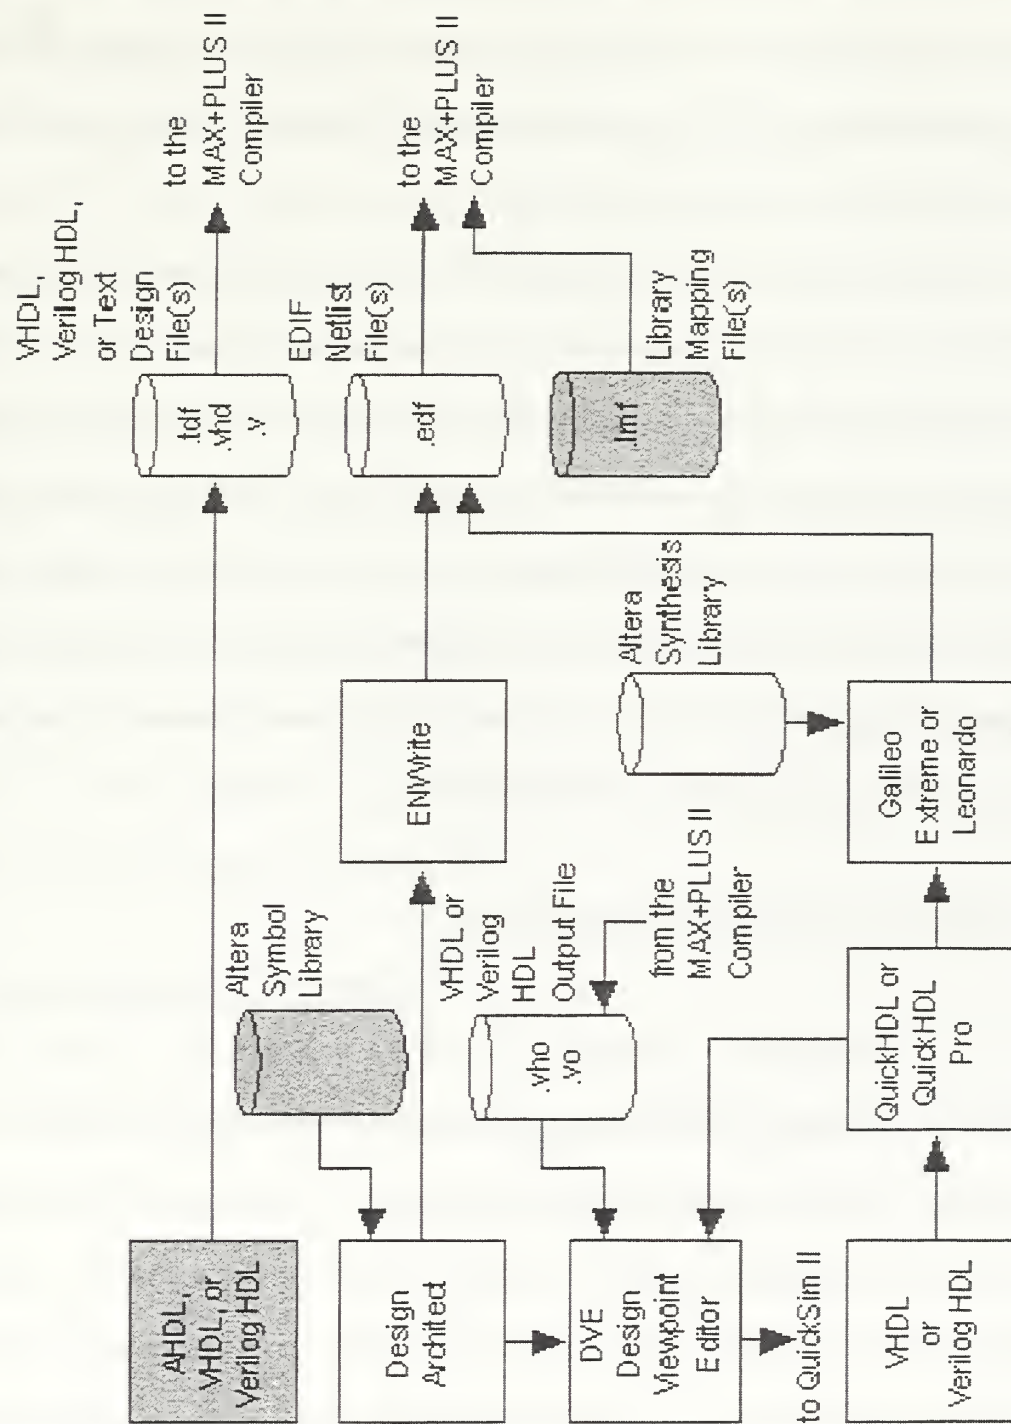 AHDL,
VHDL, or
Verilog HDL
.tdf
.vhd
.v
VHDL,
Verilog HDL,
or Text
Design
File(s)
to the
MAX+PLUS II
Compiler
Altera
Symbol
Library
Design
Architect
ENWrite
.edf
EDIF
Netlist
File(s)
to the
MAX+PLUS II
Compiler
DVE
Design
Viewpoint
Editor
.vho
.vo
VHDL or
Verilog
HDL
Output File
from the
MAX+PLUS II
Compiler
.lmf
Library
Mapping
File(s)
Altera
Synthesis
Library
to QuickSim II
VHDL
or
Verilog HDL
QuickHDL or
QuickHDL
Pro
Galileo
Extreme or
Leonardo